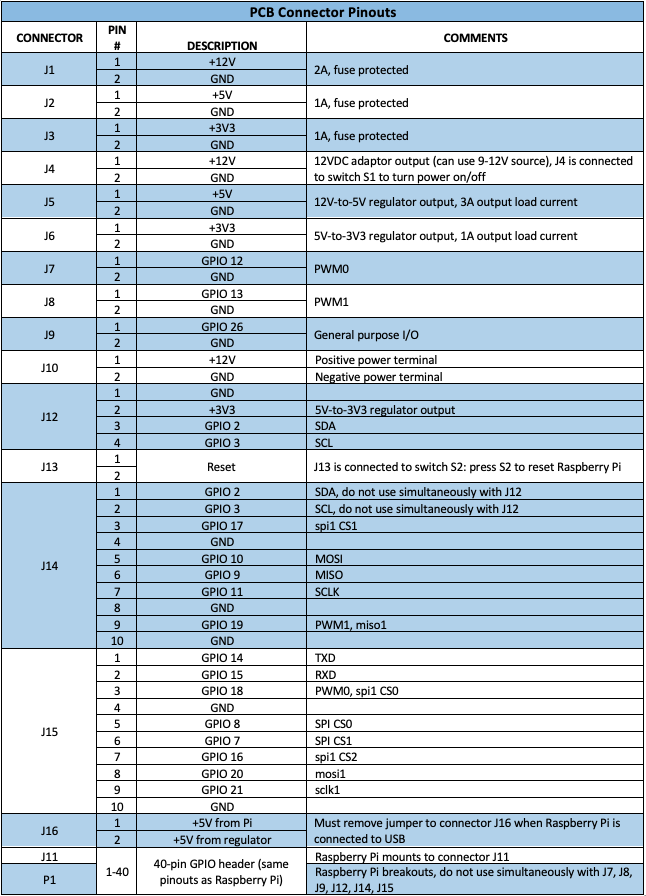 PCB Connector Pinouts
CONNECTOR PIN # DESCRIPTION COMMENTS
J1 1 +12V 2A, fuse protected
2 GND
J2 1 +5V 1A, fuse protected
2 GND
J3 1 +3V3 1A, fuse protected
2 GND
J4 1 +12V 12VDC adaptor output (can use 9-12V source), J4 is connected
2 GND to switch S1 to turn power on/off
J5 1 +5V 12V-to-5V regulator output, 3A output load current
2 GND
J6 1 +3V3 5V-to-3V3 regulator output, 1A output load current
2 GND
J7 1 GPIO 12 PWM0
2 GND
J8 1 GPIO 13 PWM1
2 GND
J9 1 GPIO 26 General purpose I/O
2 GND
J10 1 +12V Positive power terminal
2 GND Negative power terminal
J12 1 GND
2 +3V3 5V-to-3V3 regulator output
3 GPIO 2 SDA
4 GPIO 3 SCL
J13 1 Reset J13 is connected to switch S2: press S2 to reset Raspberry Pi
2
J14 1 GPIO 2 SDA, do not use simultaneously with J12
2 GPIO 3 SCL, do not use simultaneously with J12
3 GPIO 17 spi1 CS1
4 GND
5 GPIO 10 MOSI
6 GPIO 9 MISO
7 GPIO 11 SCLK
8 GND
9 GPIO 19 PWM1, miso1
10 GND
J15 1 GPIO 14 TXD
2 GPIO 15 RXD
3 GPIO 18 PWM0, spi1 CS0
4 GND
5 GPIO 8 SPI CS0
6 GPIO 7 SPI CS1
7 GPIO 16 spi1 CS2
8 GPIO 20 mosi1
9 GPIO 21 sclk1
10 GND
J16 1 +5V from Pi Must remove jumper to connector J16 when Raspberry Pi is
2 +5V from regulator connected to USB
J11 1-40 40-pin GPIO header (same Raspberry Pi mounts to connector J11
P1 pinouts as Raspberry Pi) Raspberry Pi breakouts, do not use simultaneously with J7, J8,
J9, J12, J14, J15